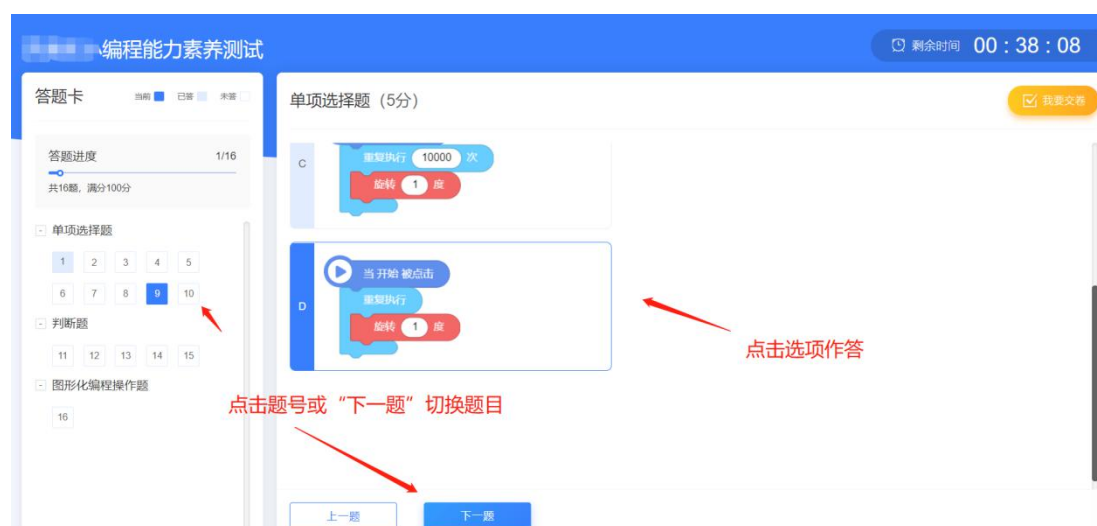 编程能力素养测试
剩余时间 00 : 38 : 08
答题卡 当前 已答 未答
答题进度 1/16
共16题，满分100分
单项选择题
1 2 3 4 5
6 7 8 9 10
判断题
11 12 13 14 15
图形化编程操作题
16
单项选择题（5分）
我要交卷
C
重复执行 10000 次
旋转 1 度
D
当 开始 被点击
重复执行
旋转 1 度
点击选项作答
点击题号或“下一题”切换题目
上一题 下一题